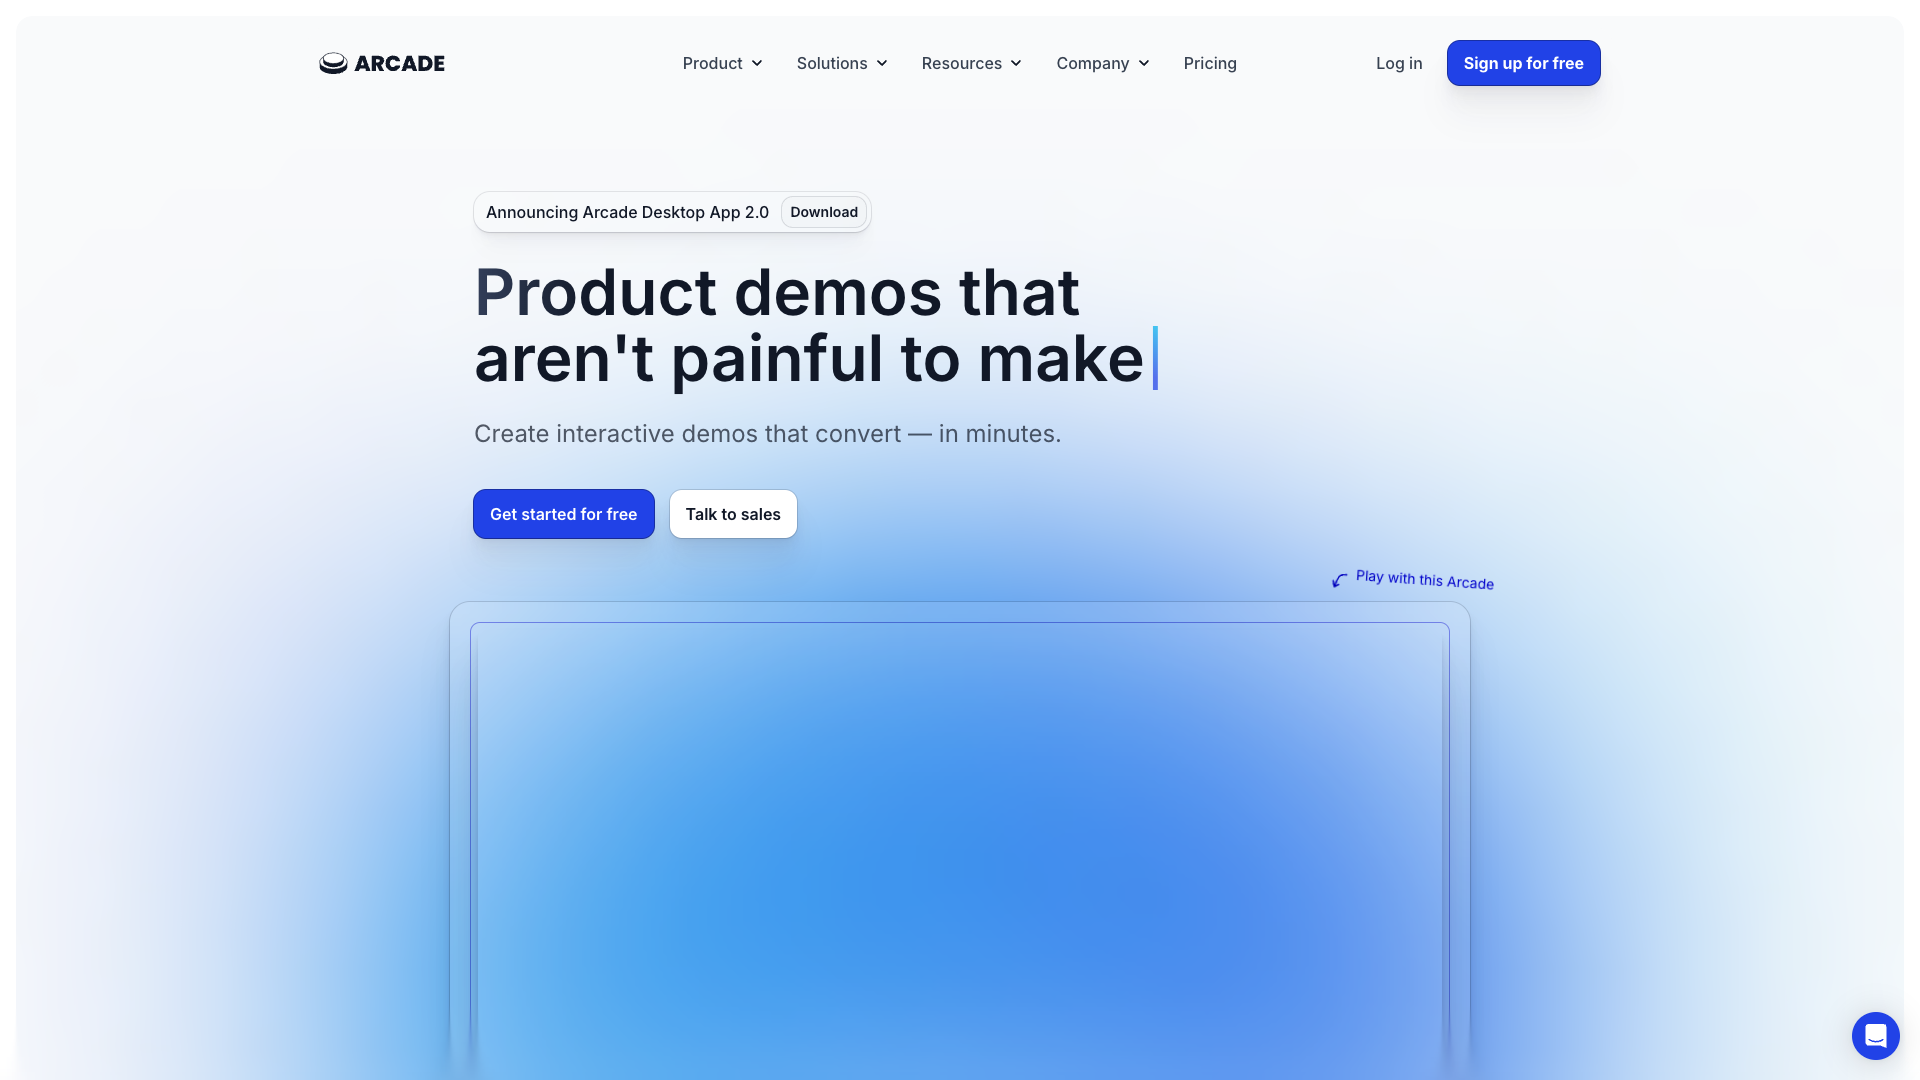 ARCADE
Product
Solutions
Resources
Company
Pricing
Log in
Sign up for free
Announcing Arcade Desktop App 2.0
Download
Product demos that
aren't painful to make
Create interactive demos that convert — in minutes.
Get started for free
Talk to sales
Play with this Arcade